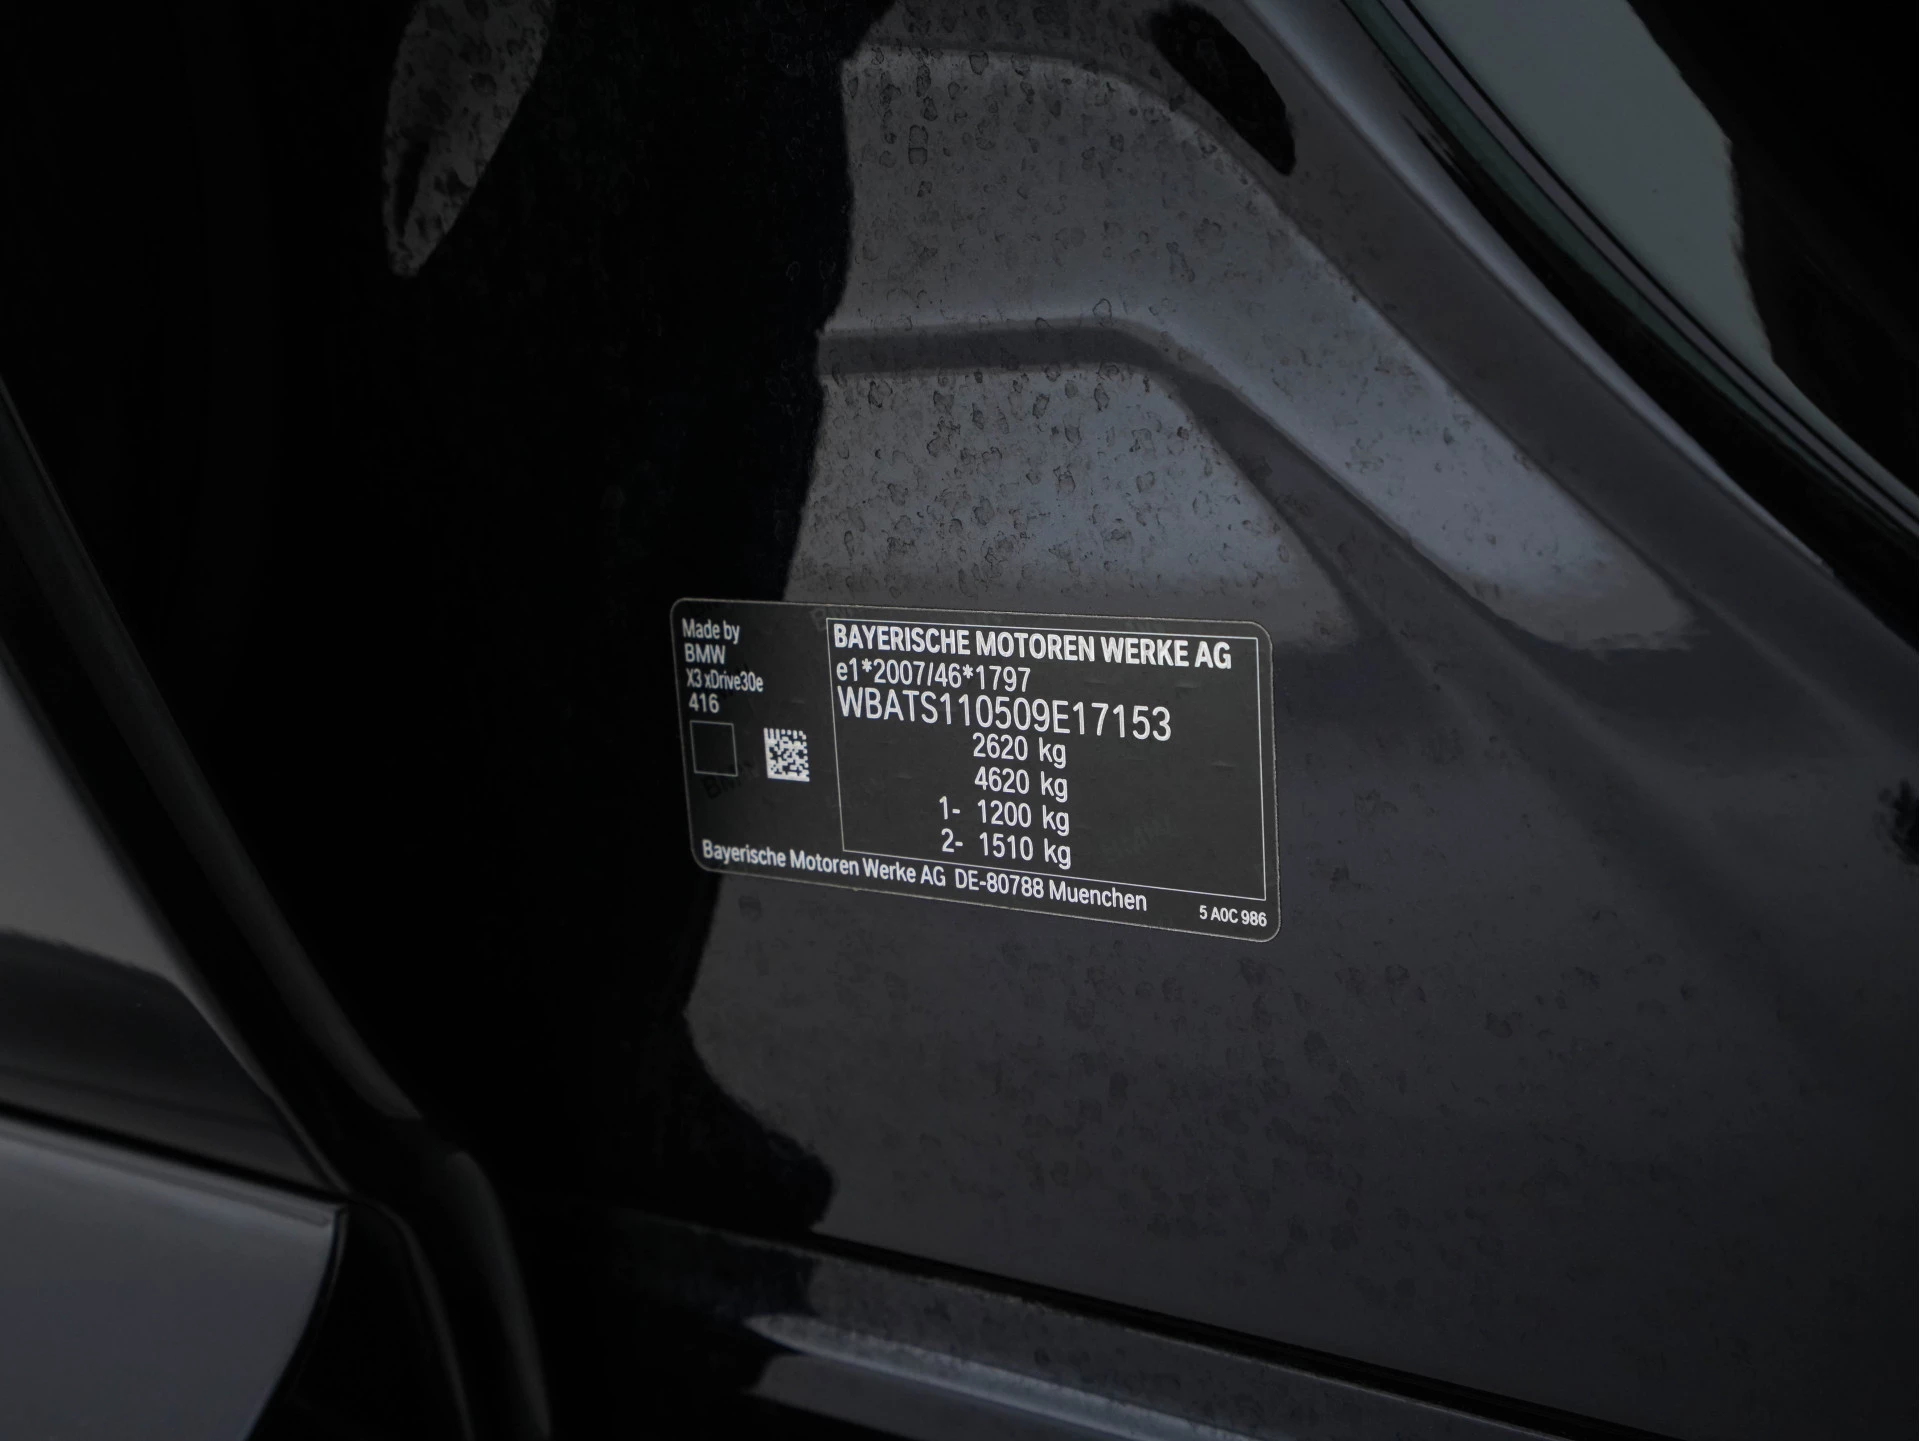 Made by
BMW
X3 xDrive30e
416
BAYERISCHE MOTOREN WERKE AG
e1*2007/46*1797
WBATS110509E17153
2620 kg
4620 kg
1- 1200 kg
2- 1510 kg
Bayerische Motoren Werke AG DE-80788 Muenchen
5 A0C 986